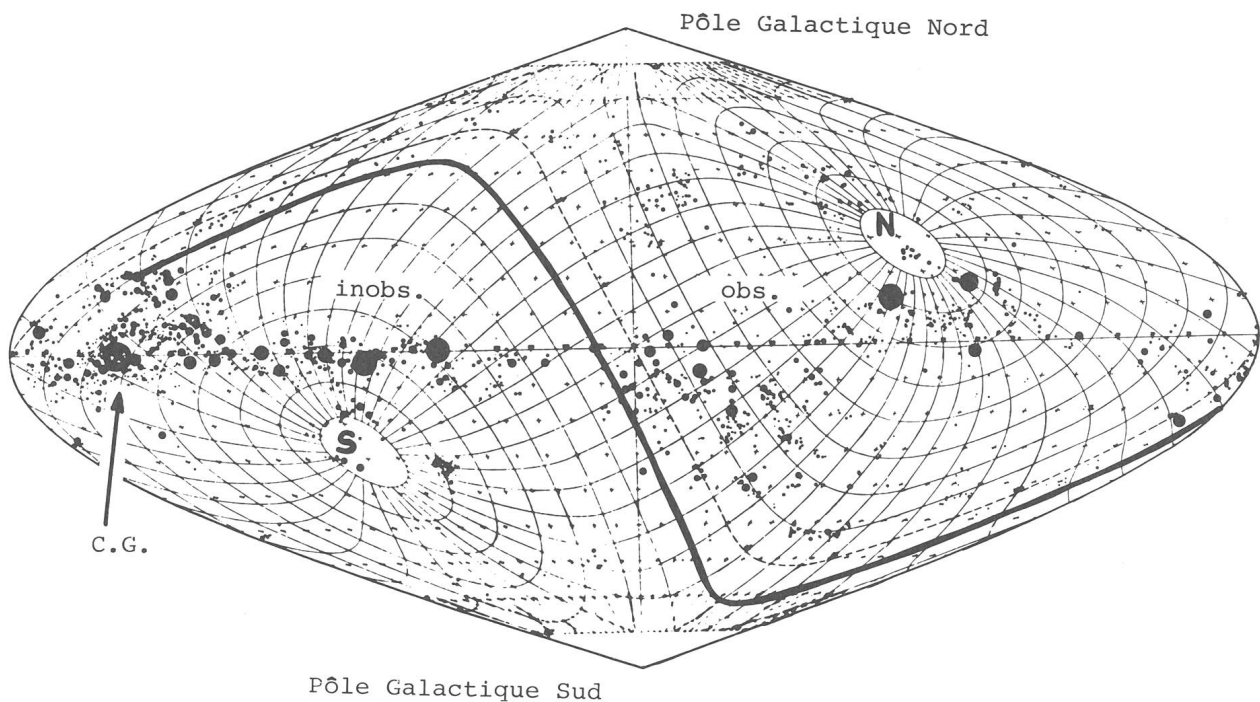 Pôle Galactique Nord
N
inobs.
obs.
S
C.G.
Pôle Galactique Sud